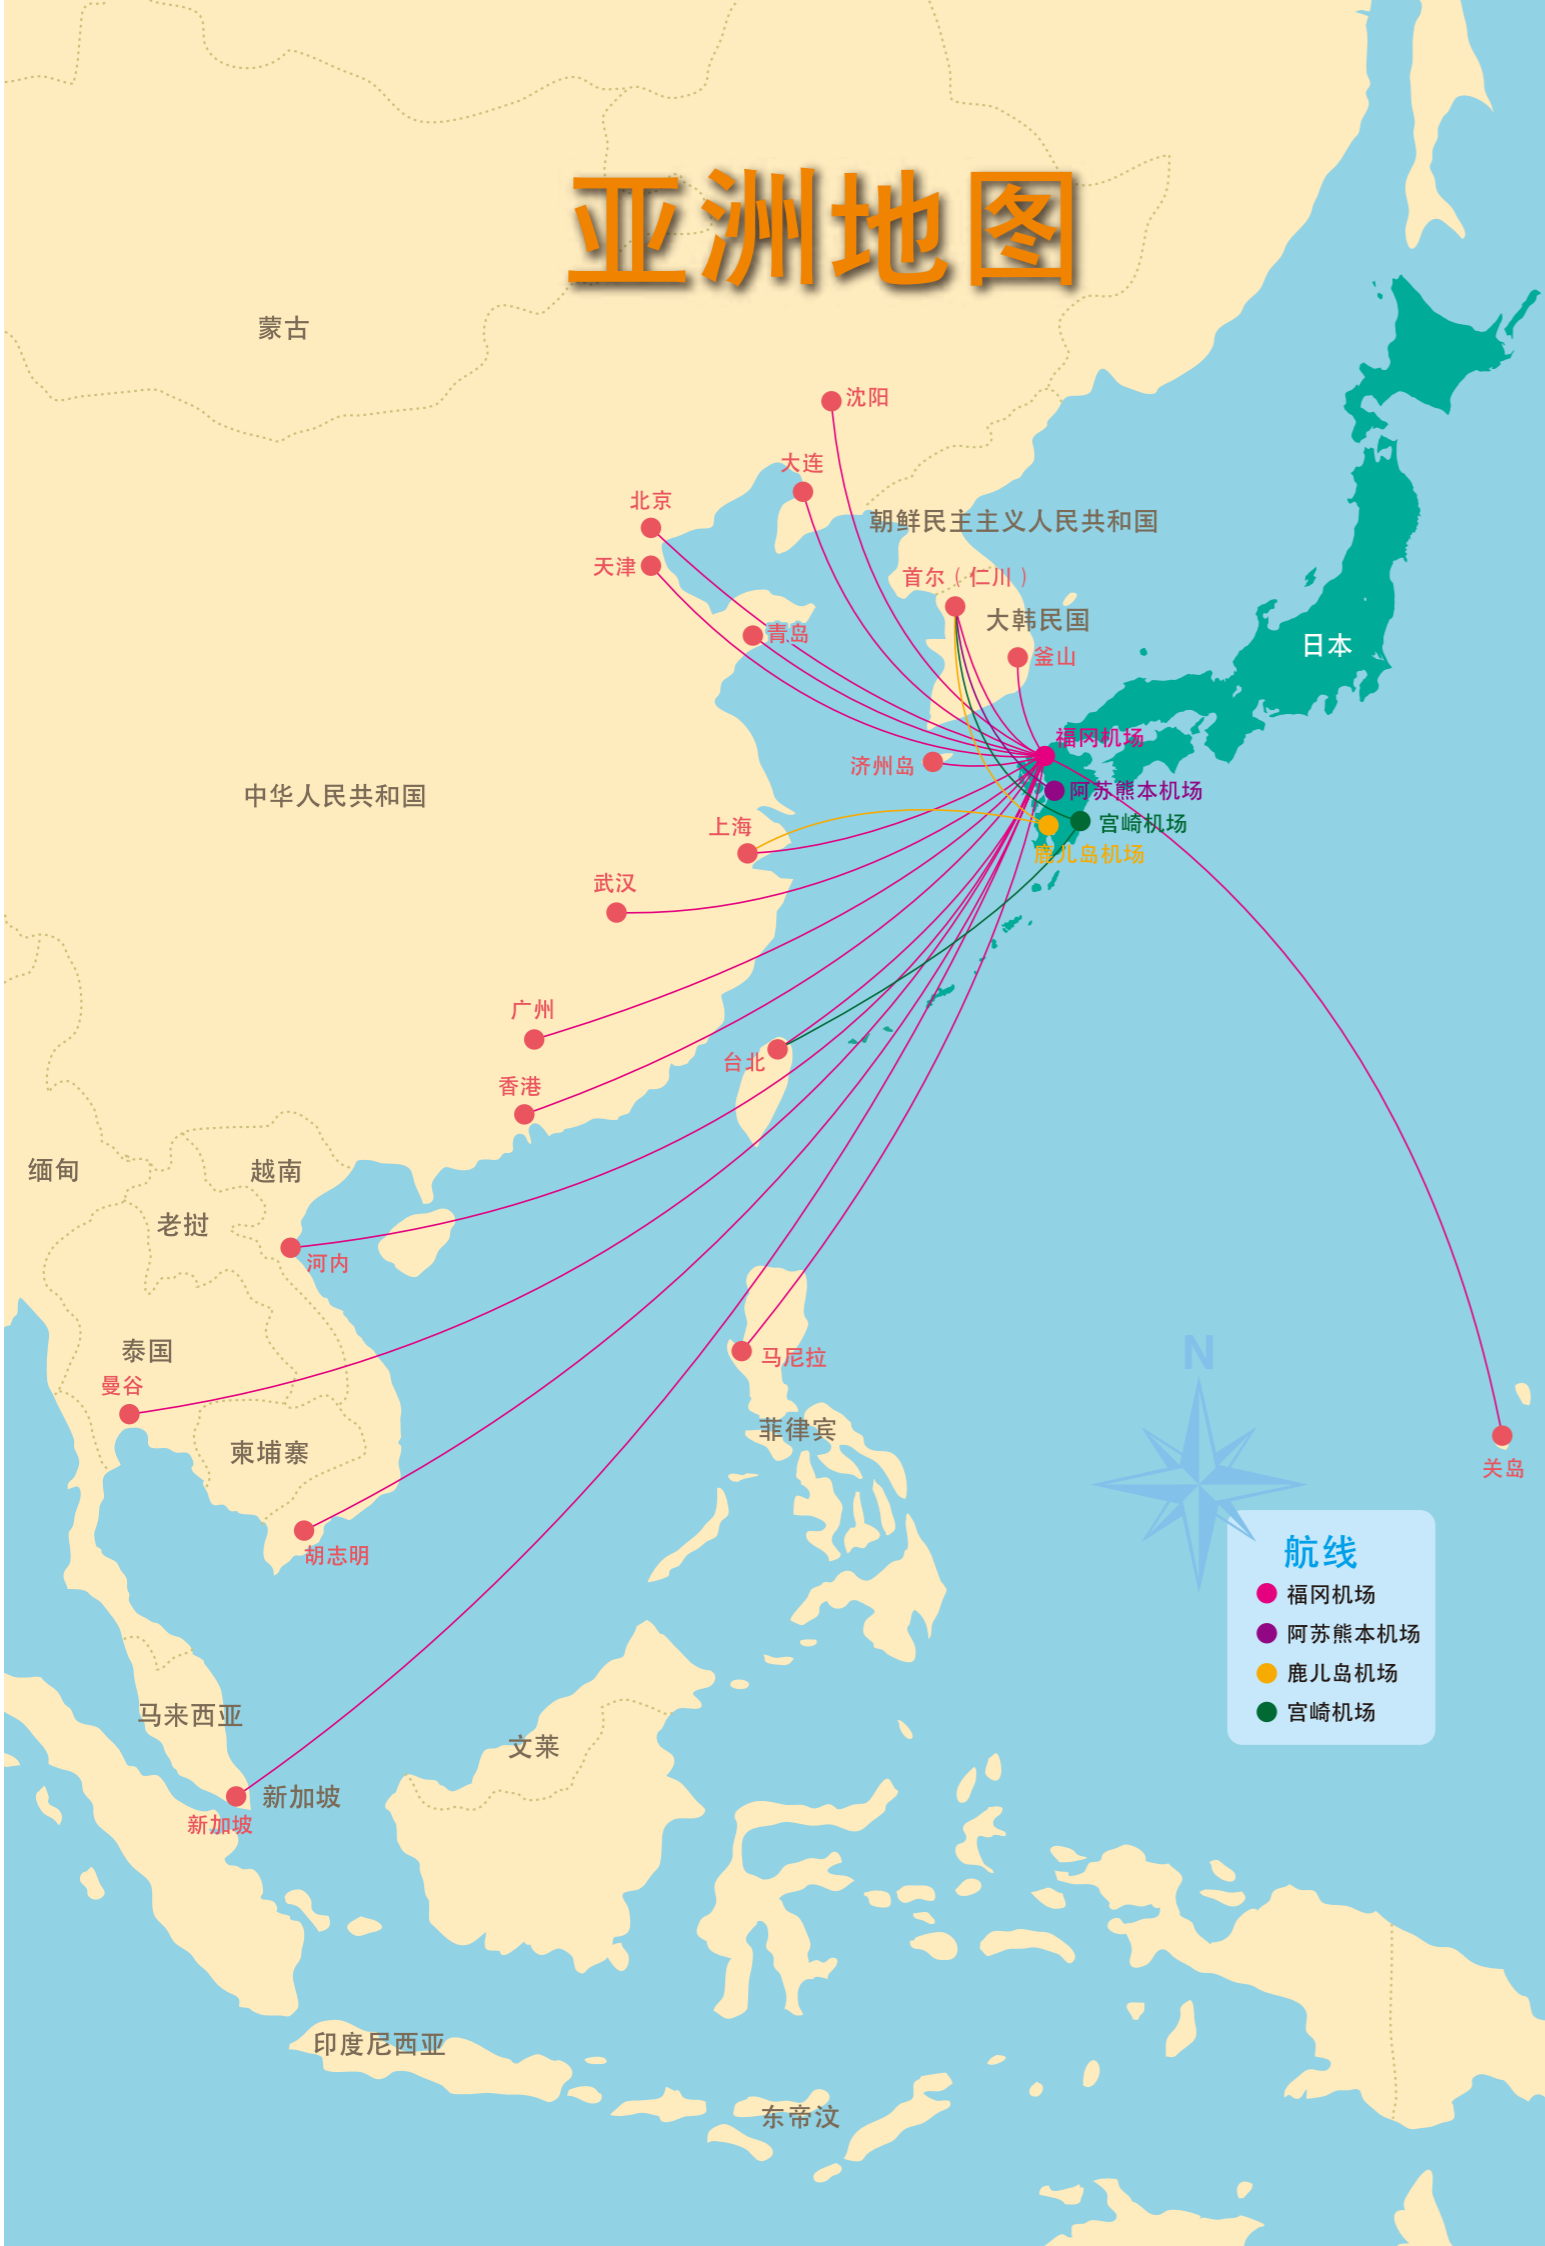 亚洲地图
蒙古
沈阳
大连
北京
朝鲜民主主义人民共和国
天津
首尔（仁川）
大韩民国
青岛
日本
釜山
福冈机场
济州岛
阿苏熊本机场
中华人民共和国
宫崎机场
上海
鹿儿岛机场
武汉
广州
台北
香港
缅甸
越南
老挝
河内
N
泰国
马尼拉
曼谷
菲律宾
柬埔寨
关岛
胡志明
航线
福冈机场
阿苏熊本机场
鹿儿岛机场
宫崎机场
马来西亚
文莱
新加坡
新加坡
印度尼西亚
东帝汶